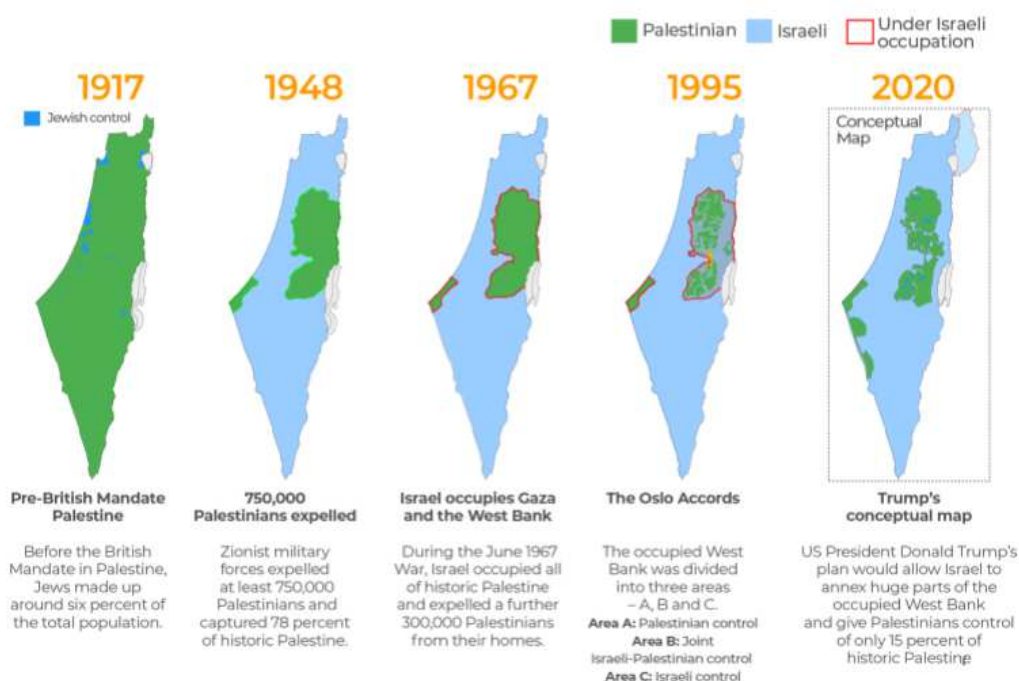 Palestinian
Israeli
Under Israeli
occupation
1917
1948
1967
1995
2020
Jewish control
Conceptual
Map
Pre-British Mandate
Palestine
Before the British
Mandate in Palestine,
Jews made up
around six percent of
the total population.
750,000
Palestinians expelled
Zionist military
forces expelled
at least 750,000
Palestinians and
captured 78 percent
of historic Palestine.
Israel occupies Gaza
and the West Bank
During the June 1967
War, Israel occupied all
of historic Palestine
and expelled a further
300,000 Palestinians
from their homes.
The Oslo Accords
The occupied West
Bank was divided
into three areas
– A, B and C.
Area A: Palestinian control
Area B: Joint
Israeli-Palestinian control
Area C: Israeli control
Trump's
conceptual map
US President Donald Trump's
plan would allow Israel to
annex huge parts of the
occupied West Bank
and give Palestinians control
of only 15 percent of
historic Palestine